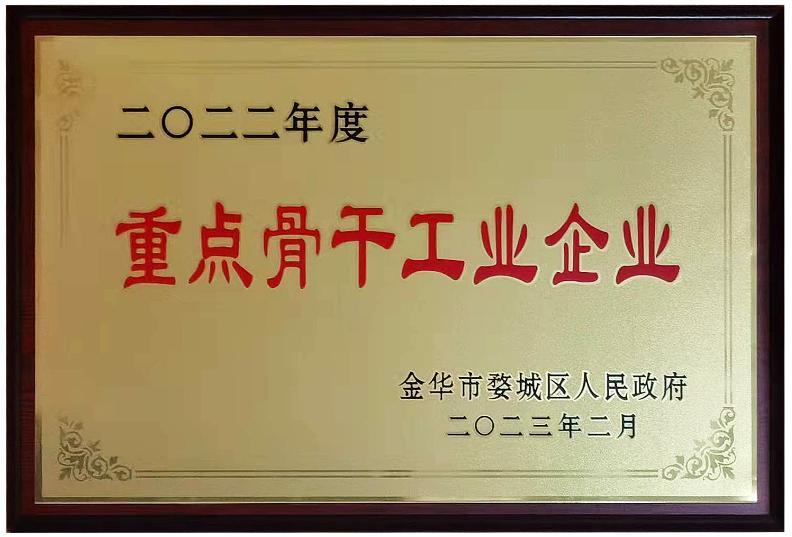 二〇二二年度
重点骨干工业企业
金华市婺城区人民政府
二〇二三年二月